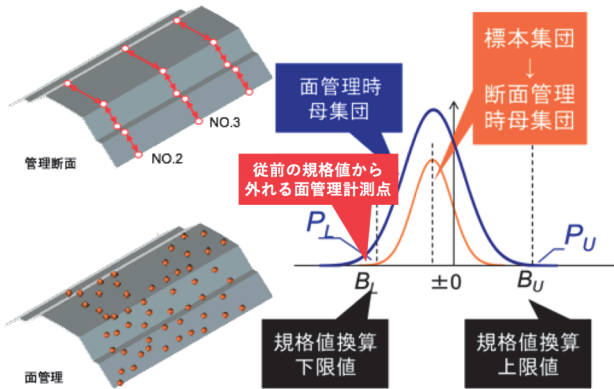 NO.3
NO.2
管理断面
面管理
面管理時
母集団
標本集団
↓
断面管理
時母集団
従前の規格値から
外れる面管理計測点
P_L
P_U
B_L
±0
B_U
規格値換算
下限値
規格値換算
上限値